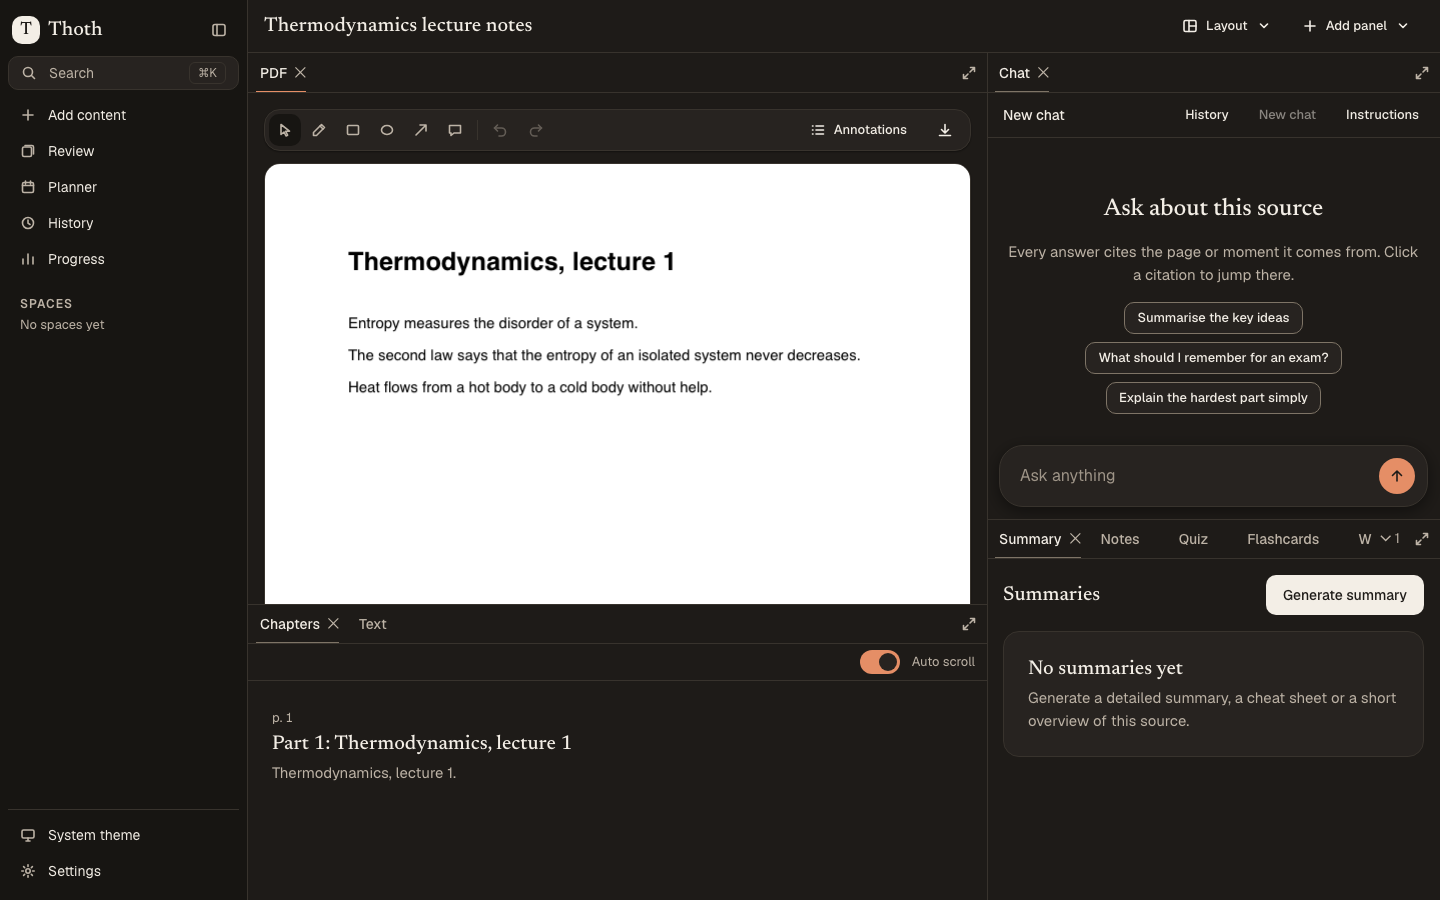 T Thoth
Search ⌘K
Add content
Review
Planner
History
Progress
SPACES
No spaces yet
System theme
Settings
Thermodynamics lecture notes
Layout
Add panel
PDF
Annotations
Thermodynamics, lecture 1
Entropy measures the disorder of a system.
The second law says that the entropy of an isolated system never decreases.
Heat flows from a hot body to a cold body without help.
Chapters Text
Auto scroll
p. 1
Part 1: Thermodynamics, lecture 1
Thermodynamics, lecture 1.
Chat
New chat History New chat Instructions
Ask about this source
Every answer cites the page or moment it comes from. Click
a citation to jump there.
Summarise the key ideas
What should I remember for an exam?
Explain the hardest part simply
Ask anything
Summary Notes Quiz Flashcards W 1
Summaries Generate summary
No summaries yet
Generate a detailed summary, a cheat sheet or a short
overview of this source.